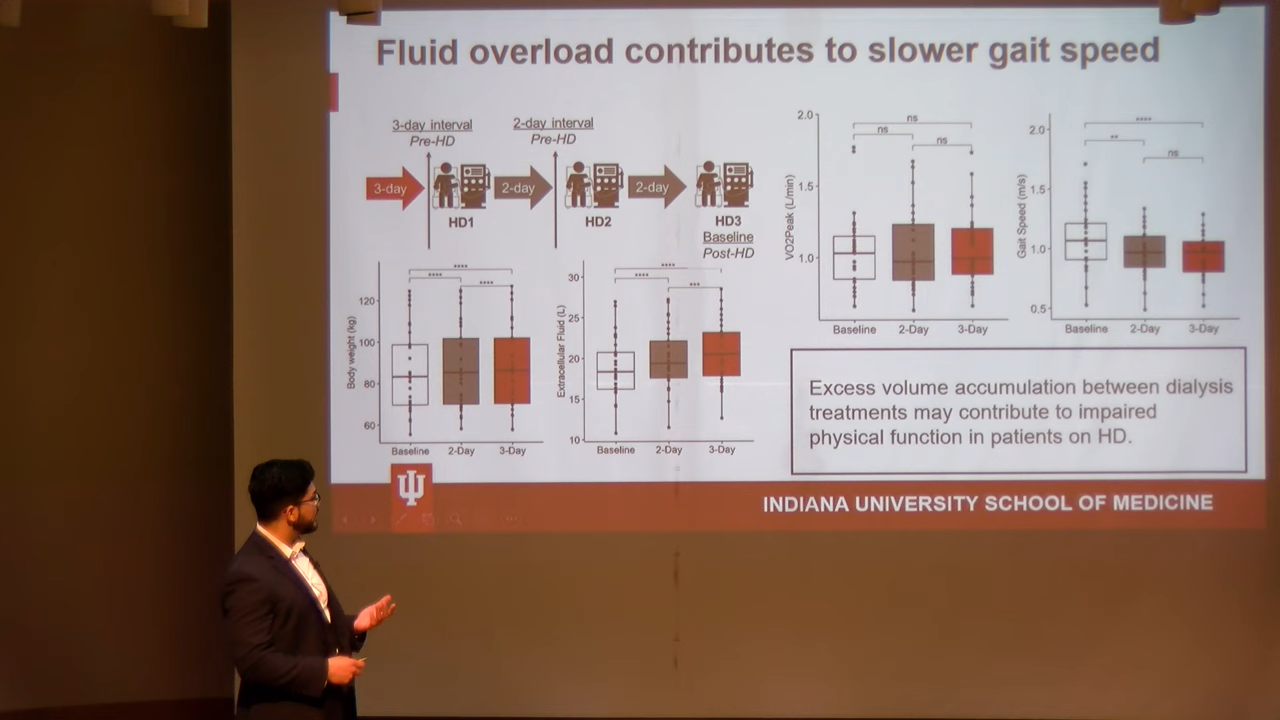 Fluid overload contributes to slower gait speed
3-day interval
Pre-HD
2-day interval
Pre-HD
3-day
2-day
2-day
HD1
HD2
HD3
Baseline
Post-HD
Body weight (kg)
120
100
80
60
****
****
****
Baseline
2-Day
3-Day
Extracellular Fluid (L)
30
25
20
15
10
****
****
***
Baseline
2-Day
3-Day
VO2Peak (L/min)
2.0
1.5
1.0
ns
ns
ns
Baseline
2-Day
3-Day
Gait Speed (m/s)
2.0
1.5
1.0
0.5
****
**
ns
Baseline
2-Day
3-Day
Excess volume accumulation between dialysis
treatments may contribute to impaired
physical function in patients on HD.
INDIANA UNIVERSITY SCHOOL OF MEDICINE